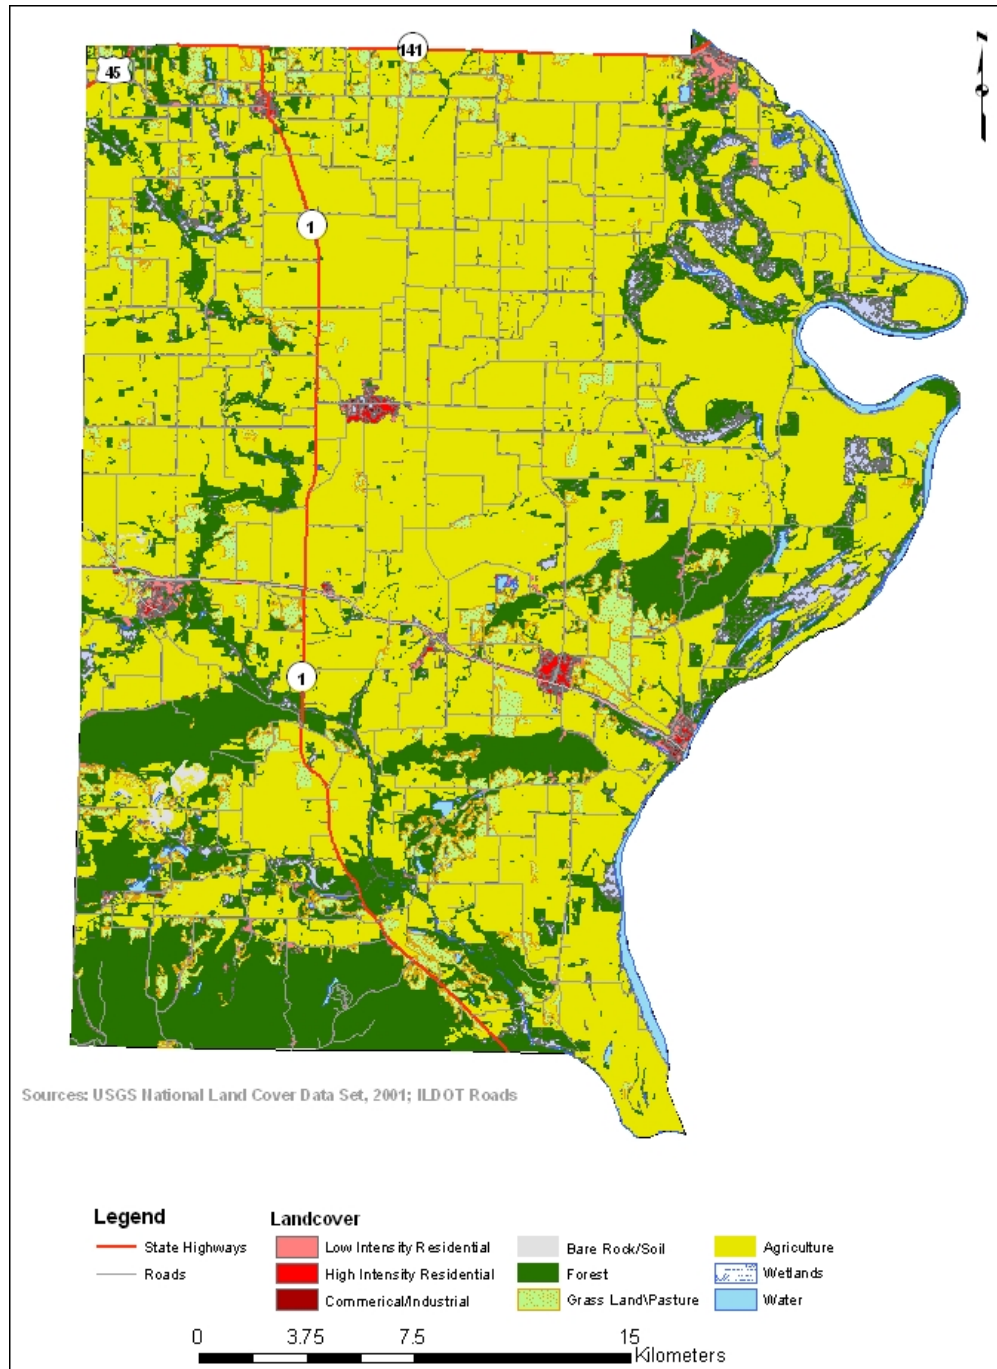 141
45
N
1
1
Sources: USGS National Land Cover Data Set, 2001; ILDOT Roads
Legend
State Highways
Roads
Landcover
Low Intensity Residential
High Intensity Residential
Commerical/Industrial
Bare Rock/Soil
Forest
Grass Land\Pasture
Agriculture
Wetlands
Water
0 3.75 7.5 15
Kilometers